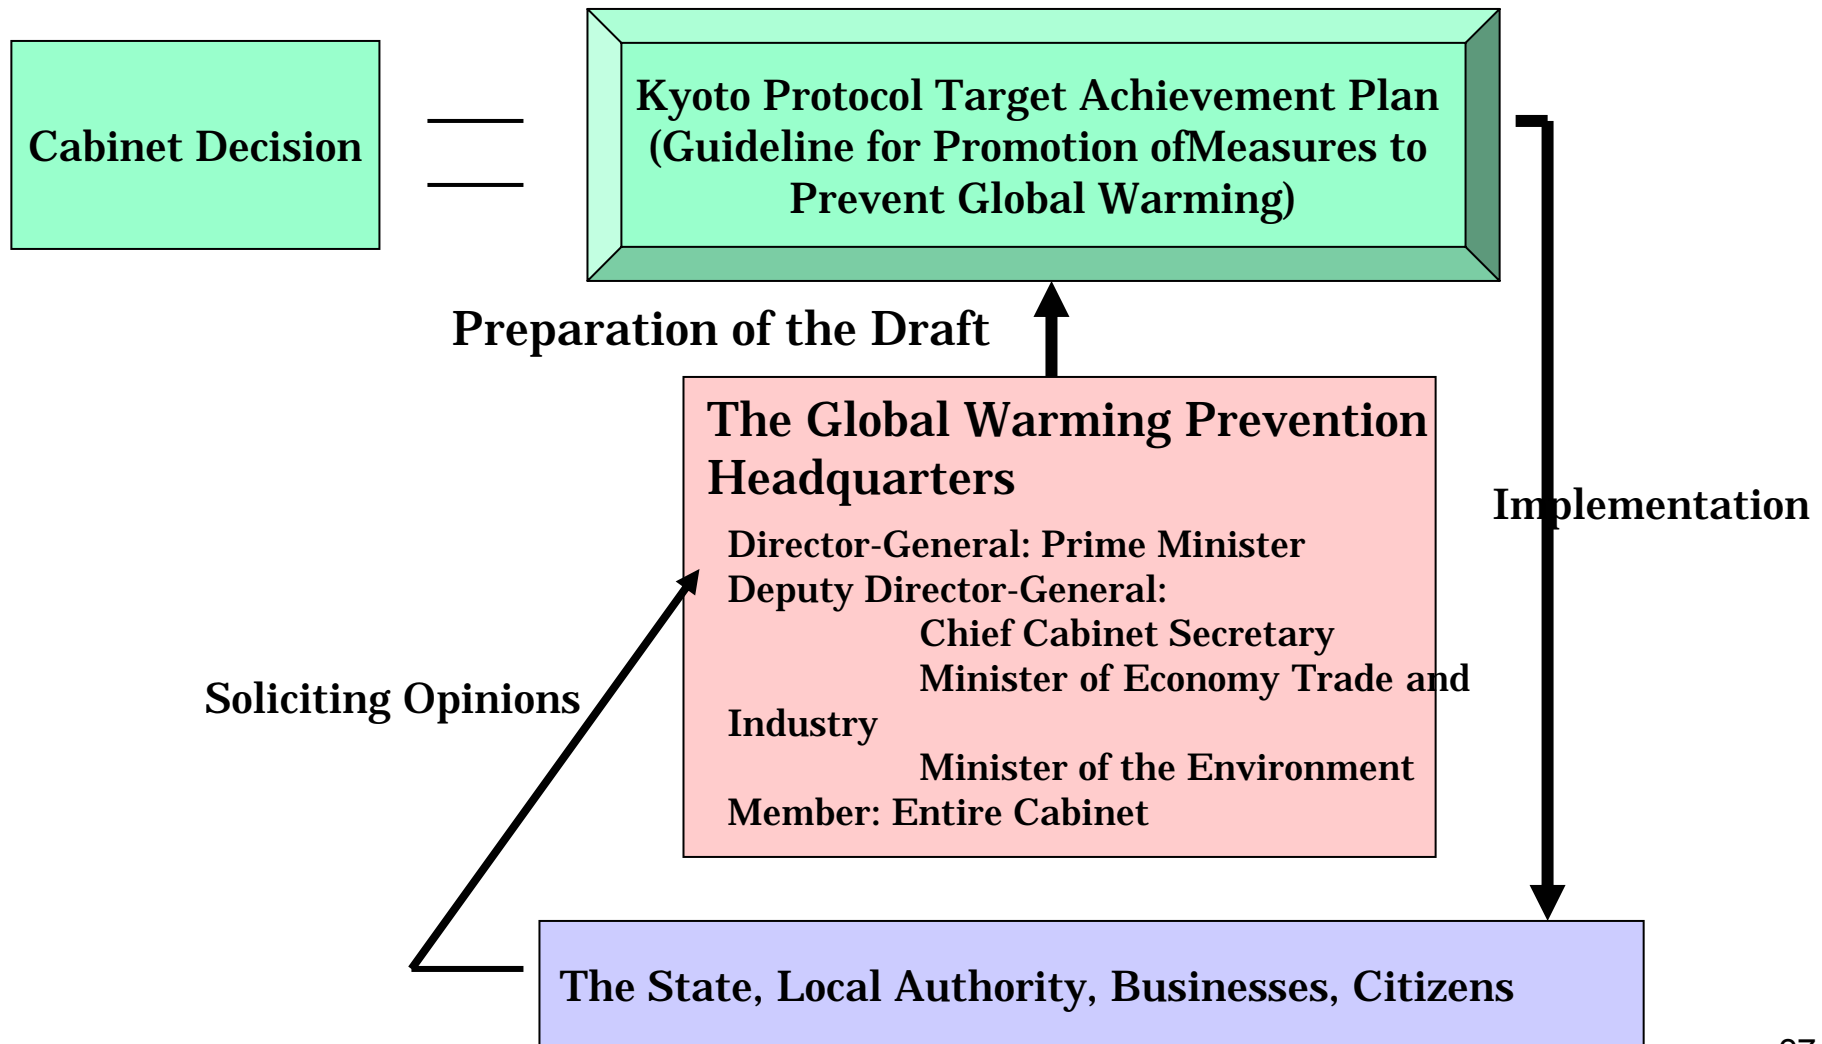 Cabinet Decision
Kyoto Protocol Target Achievement Plan
(Guideline for Promotion ofMeasures to
Prevent Global Warming)
Preparation of the Draft
The Global Warming Prevention
Headquarters
Director-General: Prime Minister
Deputy Director-General:
Chief Cabinet Secretary
Minister of Economy Trade and
Industry
Minister of the Environment
Member: Entire Cabinet
Implementation
Soliciting Opinions
The State, Local Authority, Businesses, Citizens